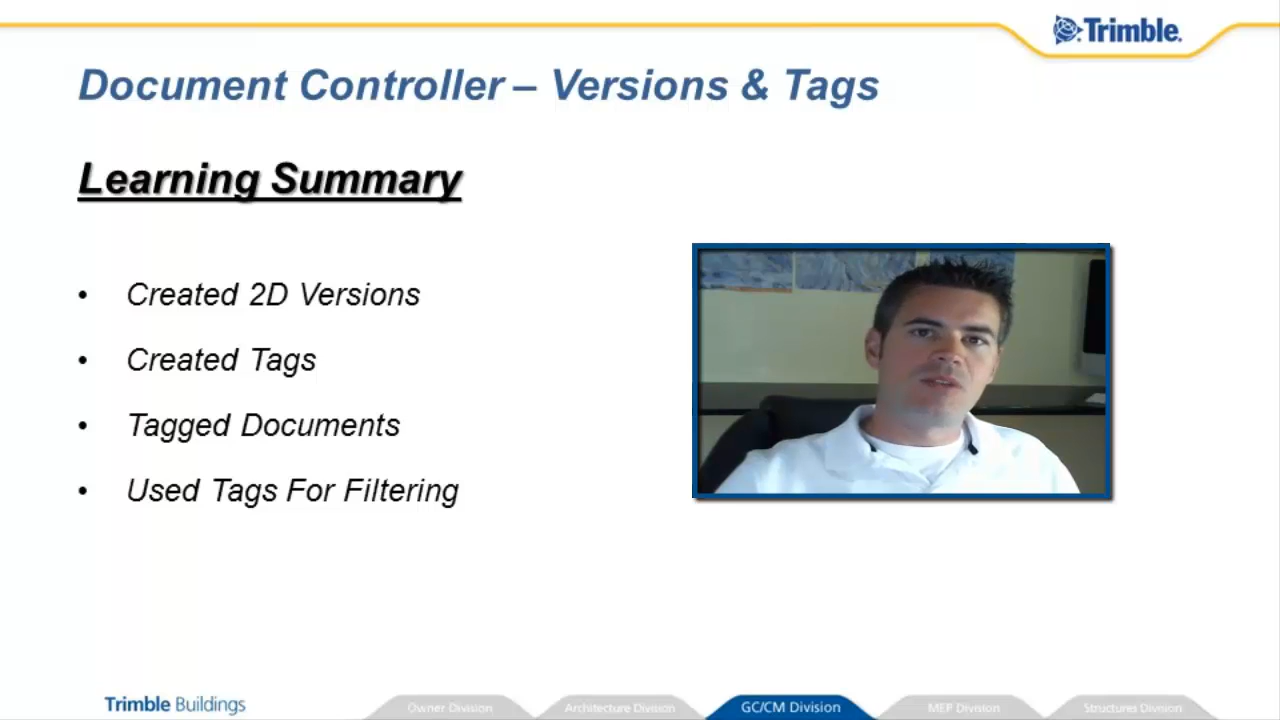 Trimble.
Document Controller – Versions & Tags
Learning Summary
• Created 2D Versions
• Created Tags
• Tagged Documents
• Used Tags For Filtering
Trimble Buildings
Owner Division
Architecture Division
GC/CM Division
MEP Division
Structures Division